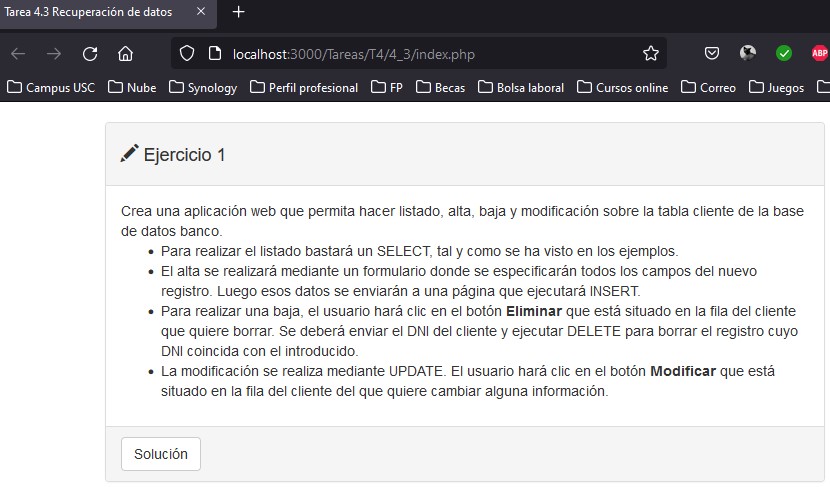 Tarea 4.3 Recuperación de datos
localhost:3000/Tareas/T4/4_3/index.php
ABP
Campus USC Nube Synology Perfil profesional FP Becas Bolsa laboral Cursos online Correo Juegos
Ejercicio 1
Crea una aplicación web que permita hacer listado, alta, baja y modificación sobre la tabla cliente de la base
de datos banco.
• Para realizar el listado bastará un SELECT, tal y como se ha visto en los ejemplos.
• El alta se realizará mediante un formulario donde se especificarán todos los campos del nuevo
registro. Luego esos datos se enviarán a una página que ejecutará INSERT.
• Para realizar una baja, el usuario hará clic en el botón Eliminar que está situado en la fila del cliente
que quiere borrar. Se deberá enviar el DNI del cliente y ejecutar DELETE para borrar el registro cuyo
DNI coincida con el introducido.
• La modificación se realiza mediante UPDATE. El usuario hará clic en el botón Modificar que está
situado en la fila del cliente del que quiere cambiar alguna información.
Solución